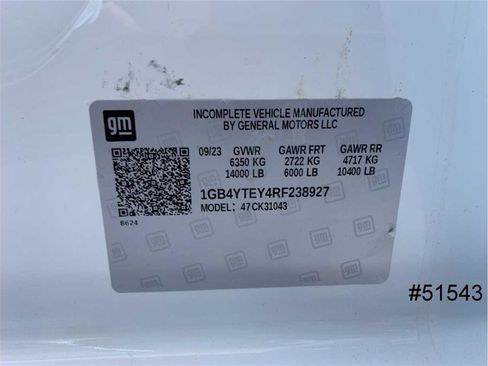 gm
INCOMPLETE VEHICLE MANUFACTURED
BY GENERAL MOTORS LLC
09/23 GVWR GAWR FRT GAWR RR
6350 KG 2722 KG 4717 KG
14000 LB 6000 LB 10400 LB
1GB4YTEY4RF238927
MODEL: 47CK31043
8624
#51543